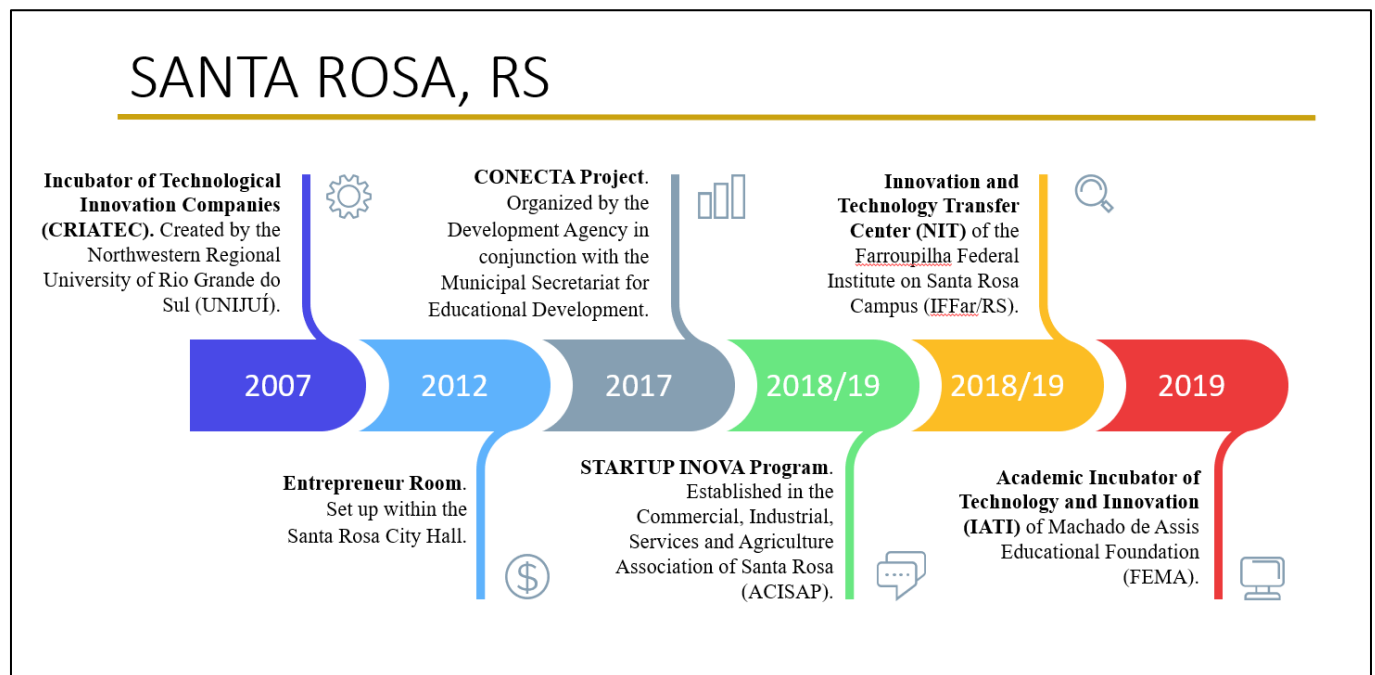 SANTA ROSA, RS
Incubator of Technological
Innovation Companies
(CRIATEC). Created by the
Northwestern Regional
University of Rio Grande do
Sul (UNIJUÍ).
CONECTA Project.
Organized by the
Development Agency in
conjunction with the
Municipal Secretariat for
Educational Development.
Innovation and
Technology Transfer
Center (NIT) of the
Farroupilha Federal
Institute on Santa Rosa
Campus (IFFar/RS).
2007
2012
2017
2018/19
2018/19
2019
Entrepreneur Room.
Set up within the
Santa Rosa City Hall.
$
STARTUP INOVA Program.
Established in the
Commercial, Industrial,
Services and Agriculture
Association of Santa Rosa
(ACISAP).
Academic Incubator of
Technology and Innovation
(IATI) of Machado de Assis
Educational Foundation
(FEMA).